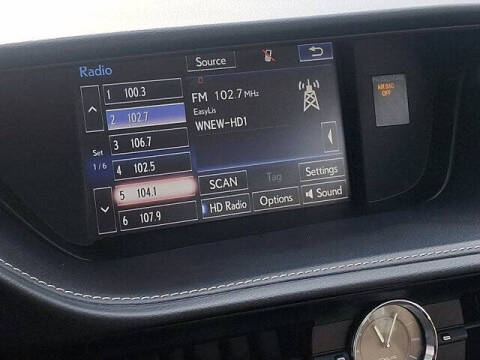 Radio
Source
1 100.3
2 102.7
3 106.7
4 102.5
5 104.1
6 107.9
Set
1/6
FM 102.7 MHz
EasyLis
WNEW-HD1
SCAN
Tag
Settings
HD Radio
Options
Sound
AIR BAG
OFF